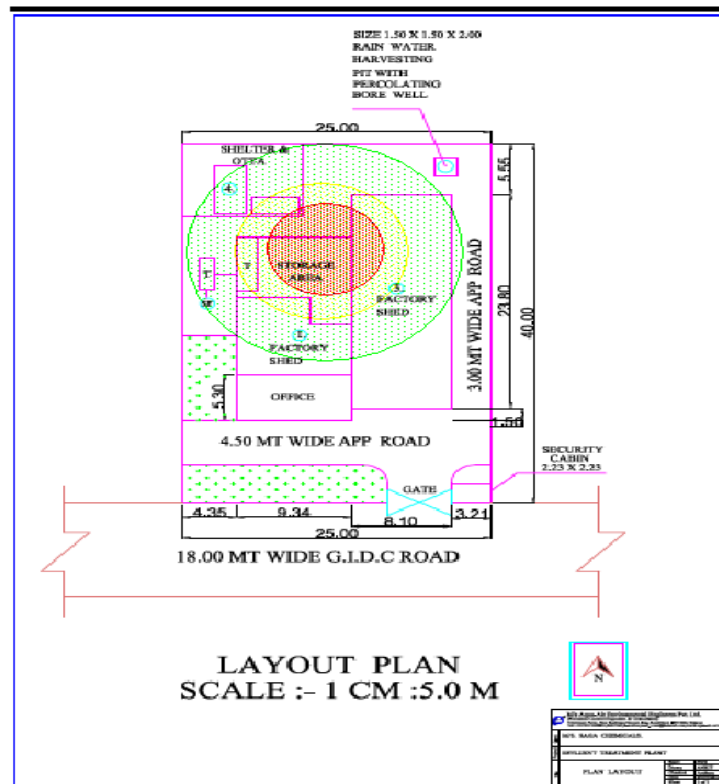 SIZE 1.50 X 1.50 X 2.00
RAIN WATER
HARVESTING
PIT WITH
PERCOLATING
BORE WELL
25.00
SHELTER &
5.55
4.
STORAGE
AREA
T
T
3.
FACTORY
SHED
M
3.00 MT WIDE APP ROAD
23.80
40.00
FACTORY
SHED
5.30
OFFICE
1.50
4.50 MT WIDE APP ROAD
SECURITY
CABIN
2.23 X 2.23
GATE
4.35
9.34
8.10
3.21
25.00
18.00 MT WIDE G.I.D.C ROAD
LAYOUT PLAN
SCALE :- 1 CM :5.0 M
N
EFFLUENT TREATMENT PLANT
PLAN LAYOUT